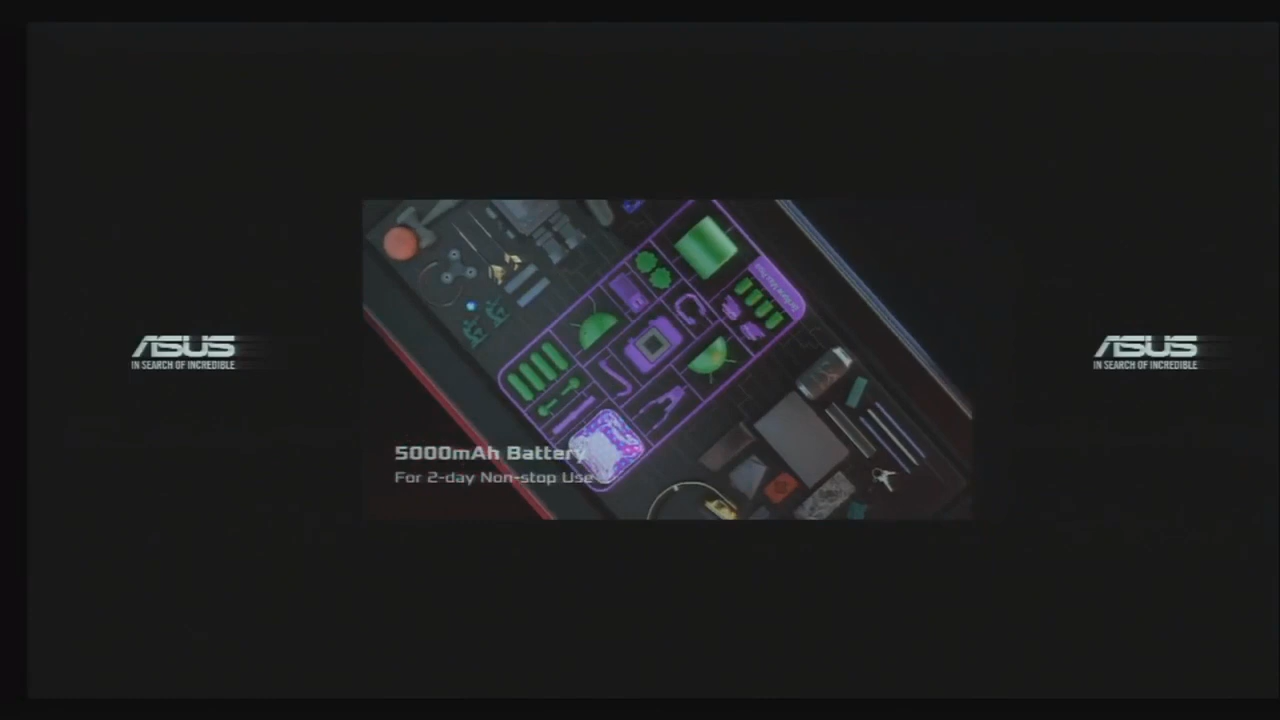 ASUS
IN SEARCH OF INCREDIBLE
5000mAh Battery
For 2-day Non-stop Use
ASUS
IN SEARCH OF INCREDIBLE